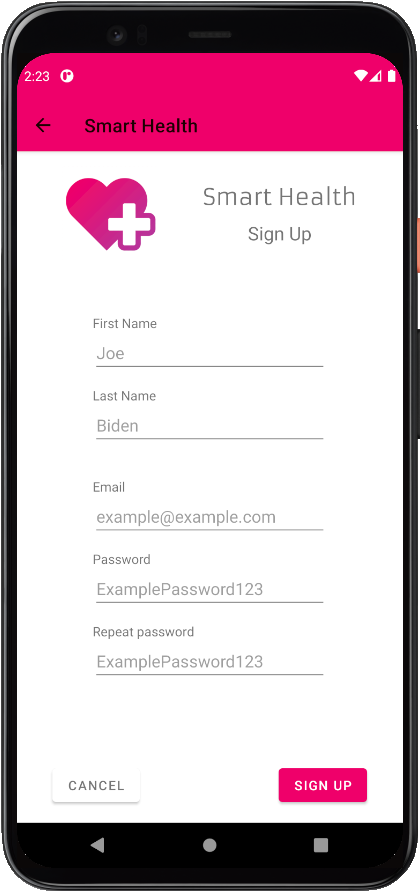 2:23
Smart Health
Smart Health
Sign Up
First Name
Joe
Last Name
Biden
Email
example@example.com
Password
ExamplePassword123
Repeat password
ExamplePassword123
CANCEL
SIGN UP